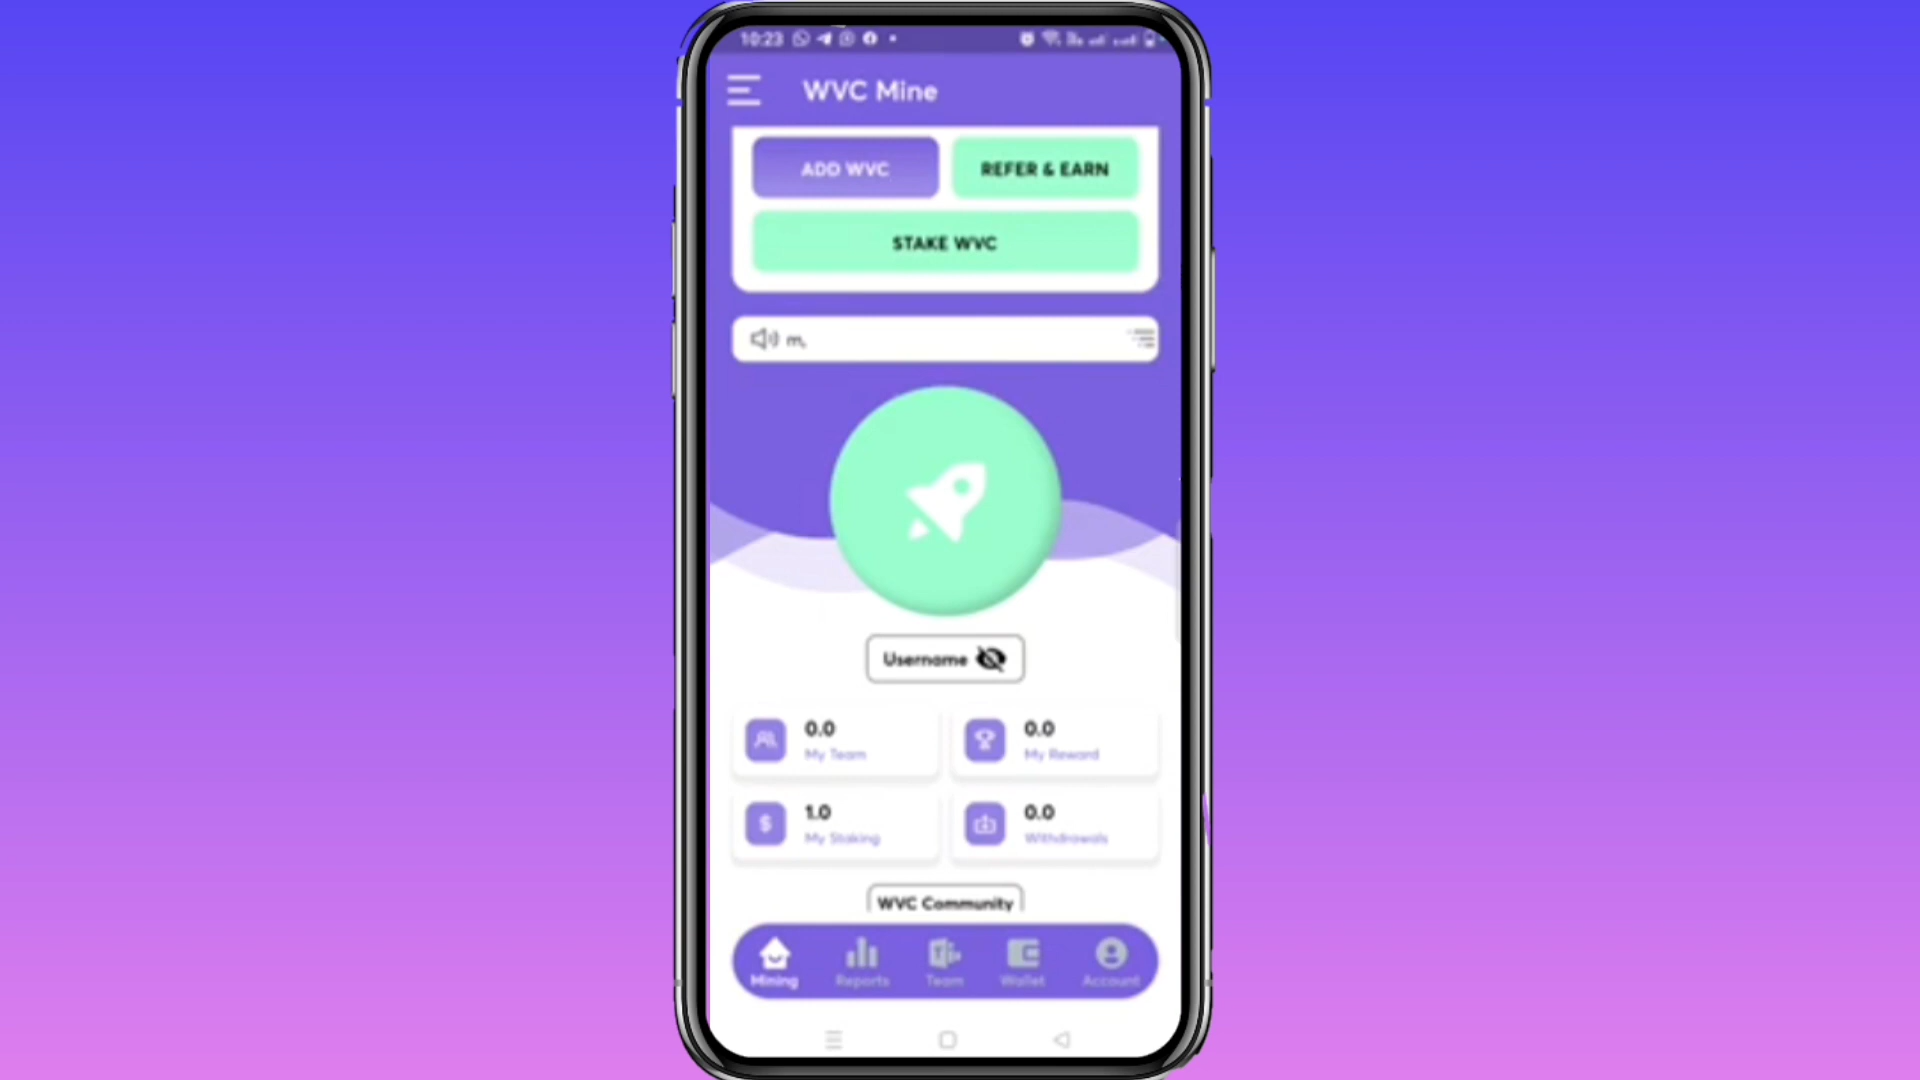 10:23
WVC Mine
ADD WVC
REFER & EARN
STAKE WVC
m,
Username
0.0
My Team
0.0
My Reward
1.0
My Staking
0.0
Withdrawals
WVC Community
Mining
Reports
Team
Wallet
Account